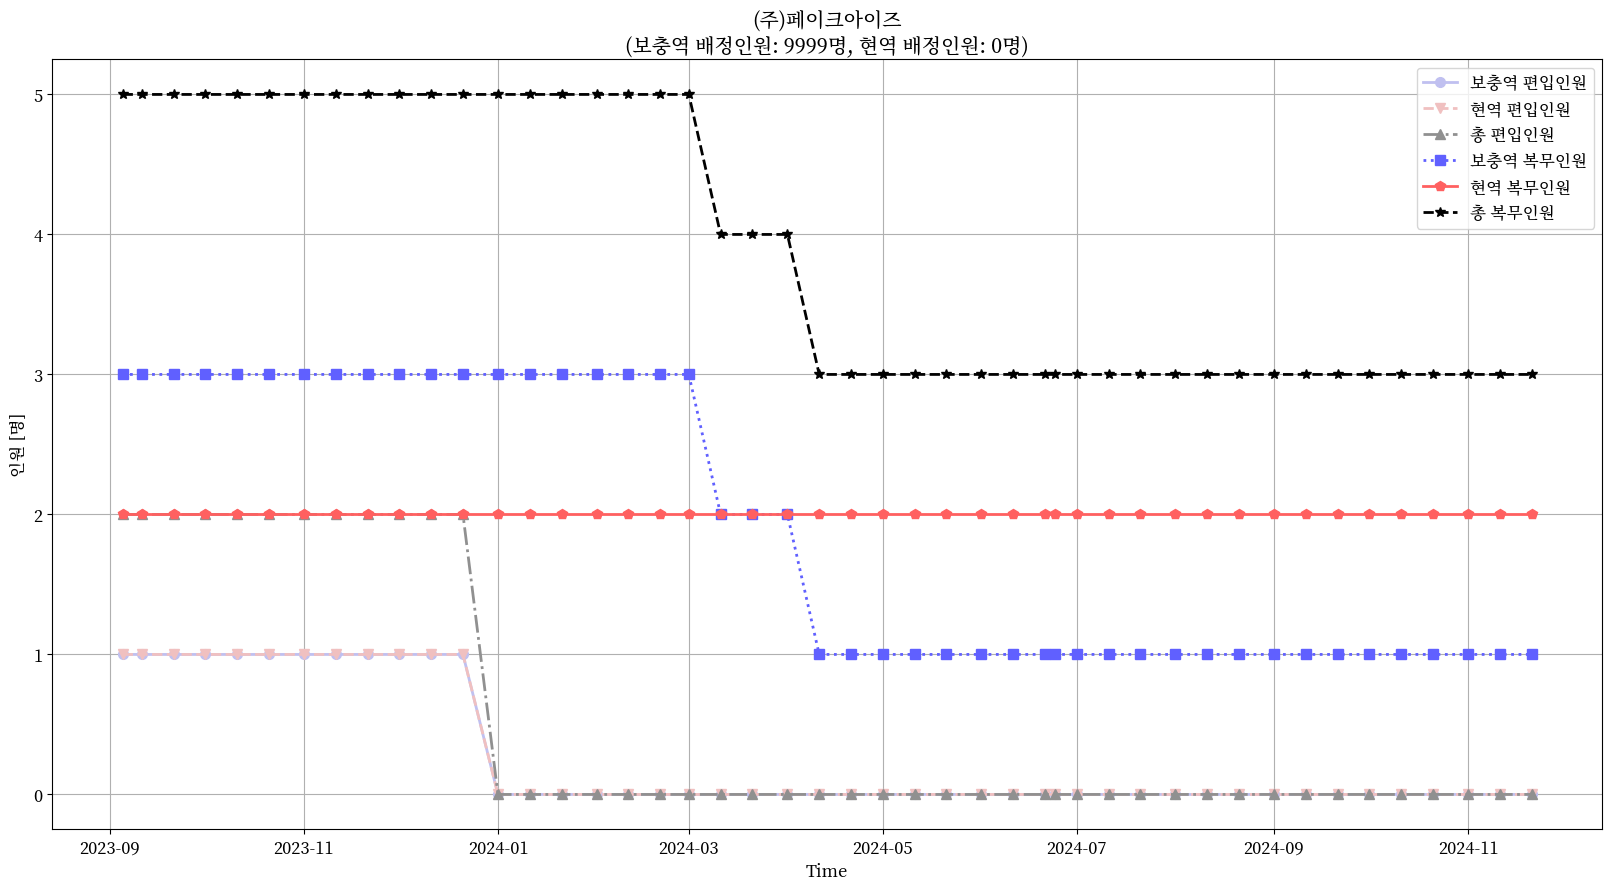 (주)페이크아이즈
(보충역 배정인원: 9999명, 현역 배정인원: 0명)
보충역 편입인원
현역 편입인원
총 편입인원
보충역 복무인원
현역 복무인원
총 복무인원
인원 [명]
5
4
3
2
1
0
2023-09
2023-11
2024-01
2024-03
2024-05
2024-07
2024-09
2024-11
Time